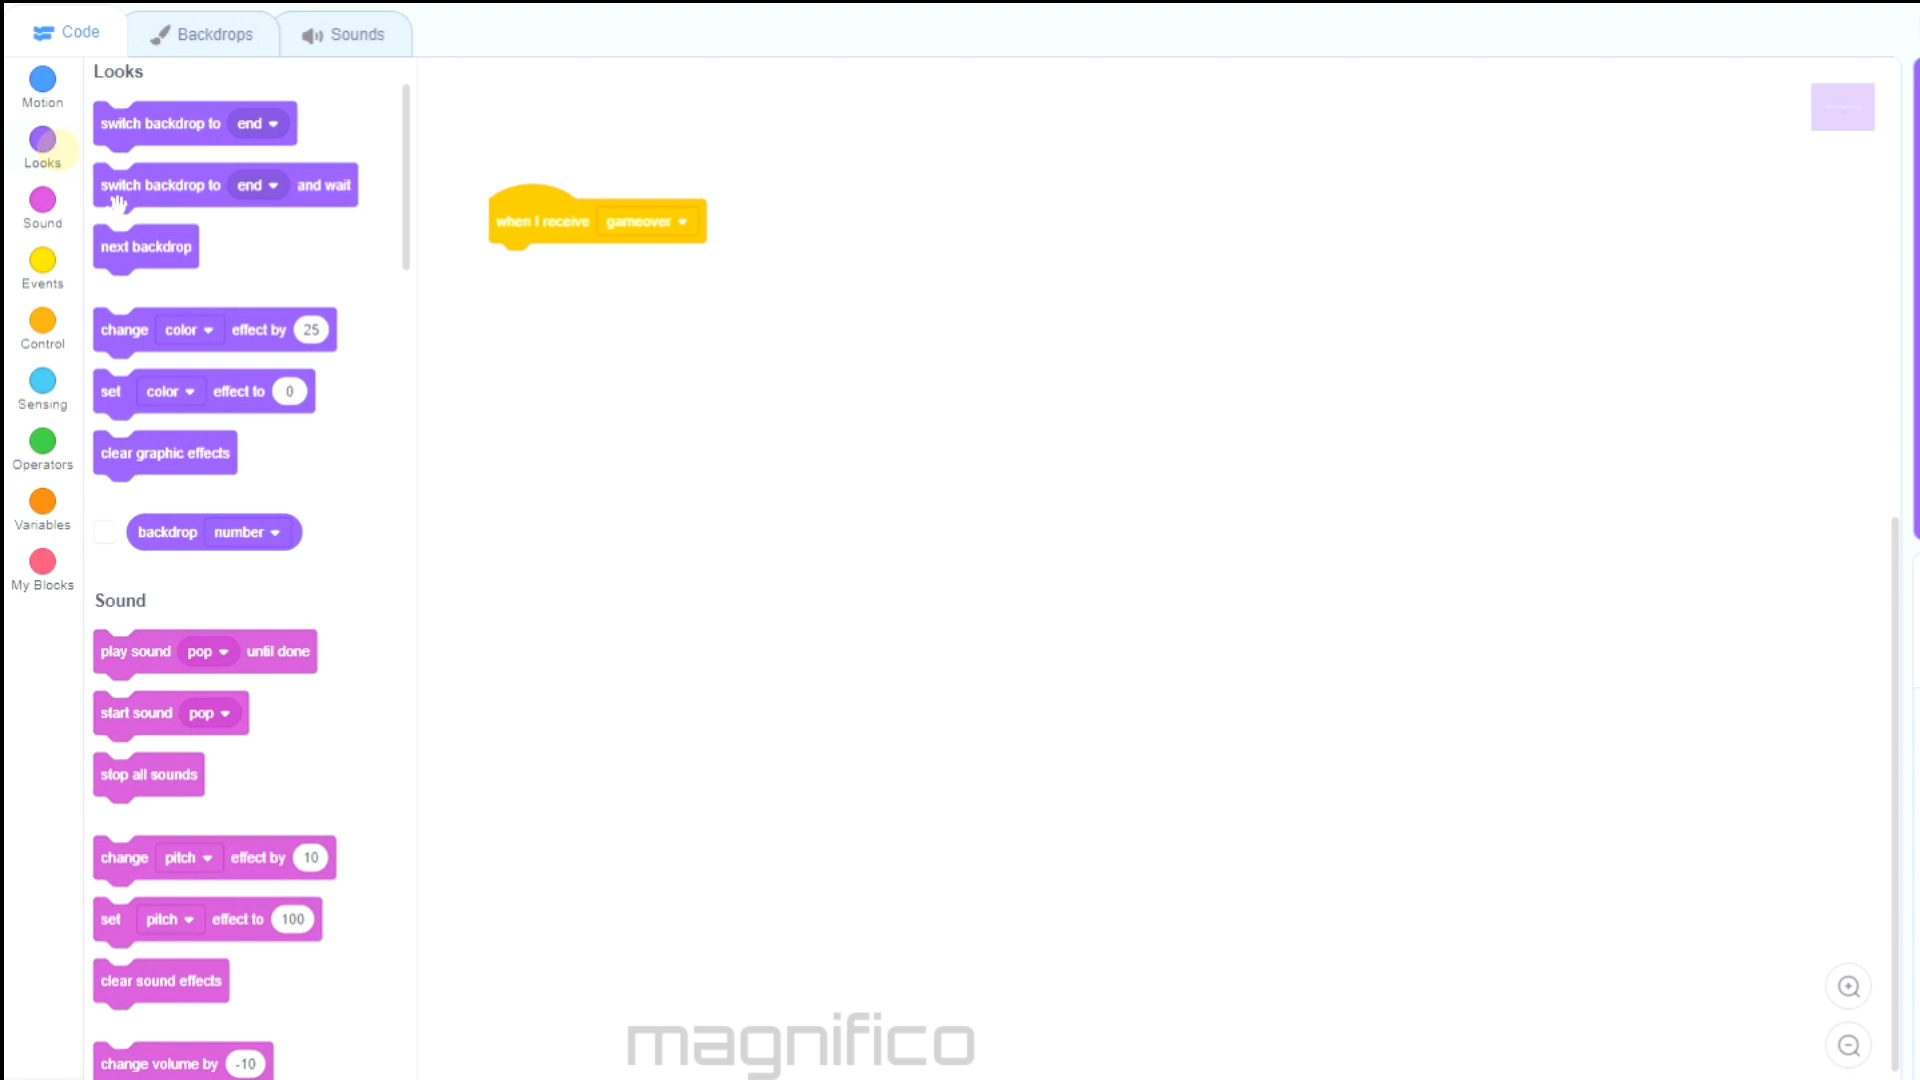 Code
Backdrops
Sounds
Motion
Looks
Sound
Events
Control
Sensing
Operators
Variables
My Blocks
Looks
switch backdrop to end
switch backdrop to end and wait
next backdrop
change color effect by 25
set color effect to 0
clear graphic effects
backdrop number
Sound
play sound pop until done
start sound pop
stop all sounds
change pitch effect by 10
set pitch effect to 100
clear sound effects
change volume by -10
when I receive gameover
magnifico